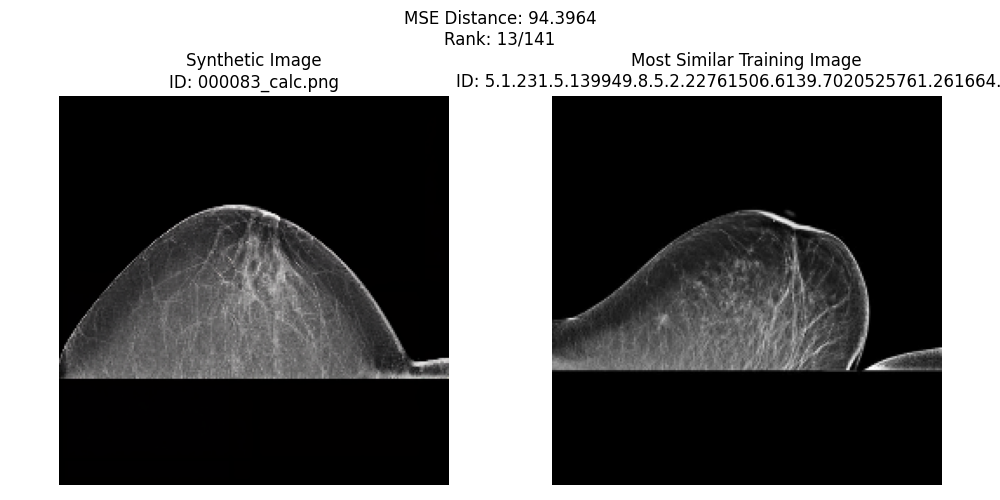 MSE Distance: 94.3964
Rank: 13/141
Synthetic Image
ID: 000083_calc.png
Most Similar Training Image
ID: 5.1.231.5.139949.8.5.2.22761506.6139.7020525761.261664.